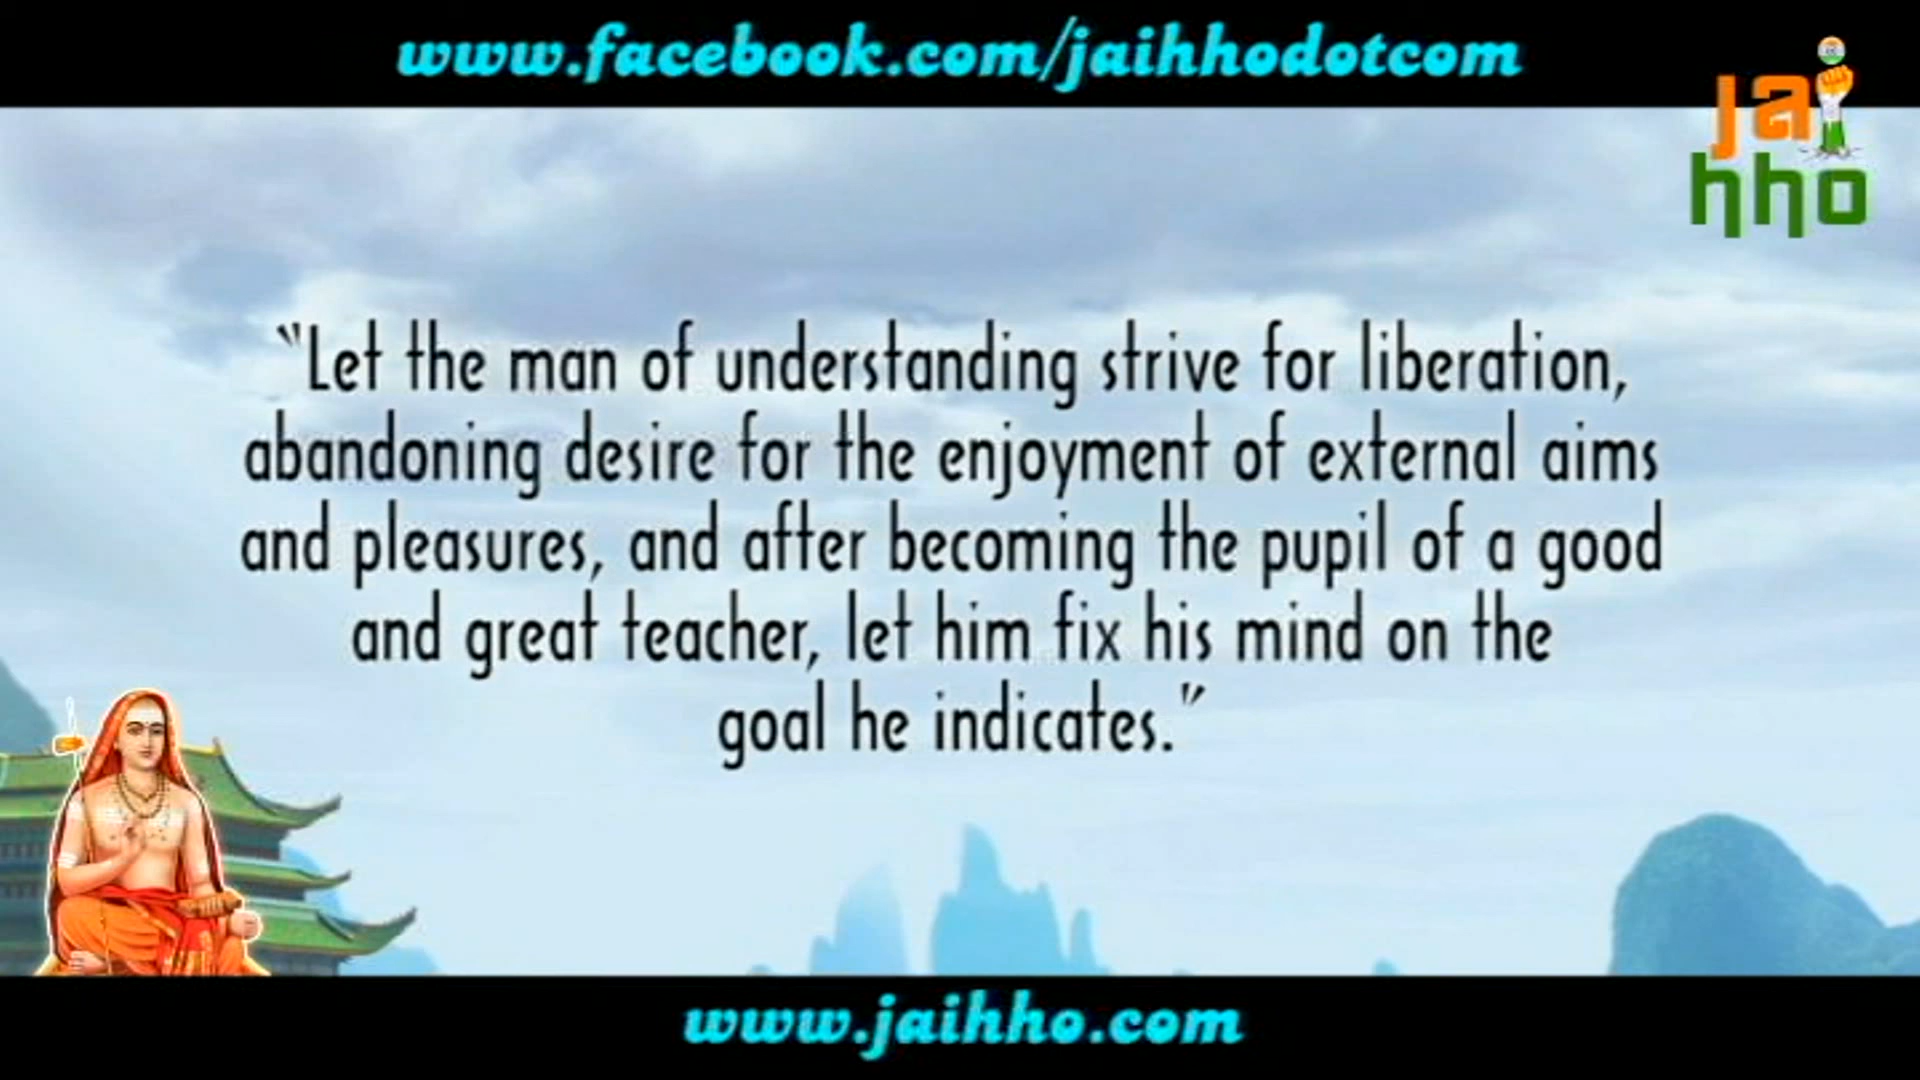 www.facebook.com/jaihhodotcom
jai
hho
“Let the man of understanding strive for liberation,
abandoning desire for the enjoyment of external aims
and pleasures, and after becoming the pupil of a good
and great teacher, let him fix his mind on the
goal he indicates.”
www.jaihho.com